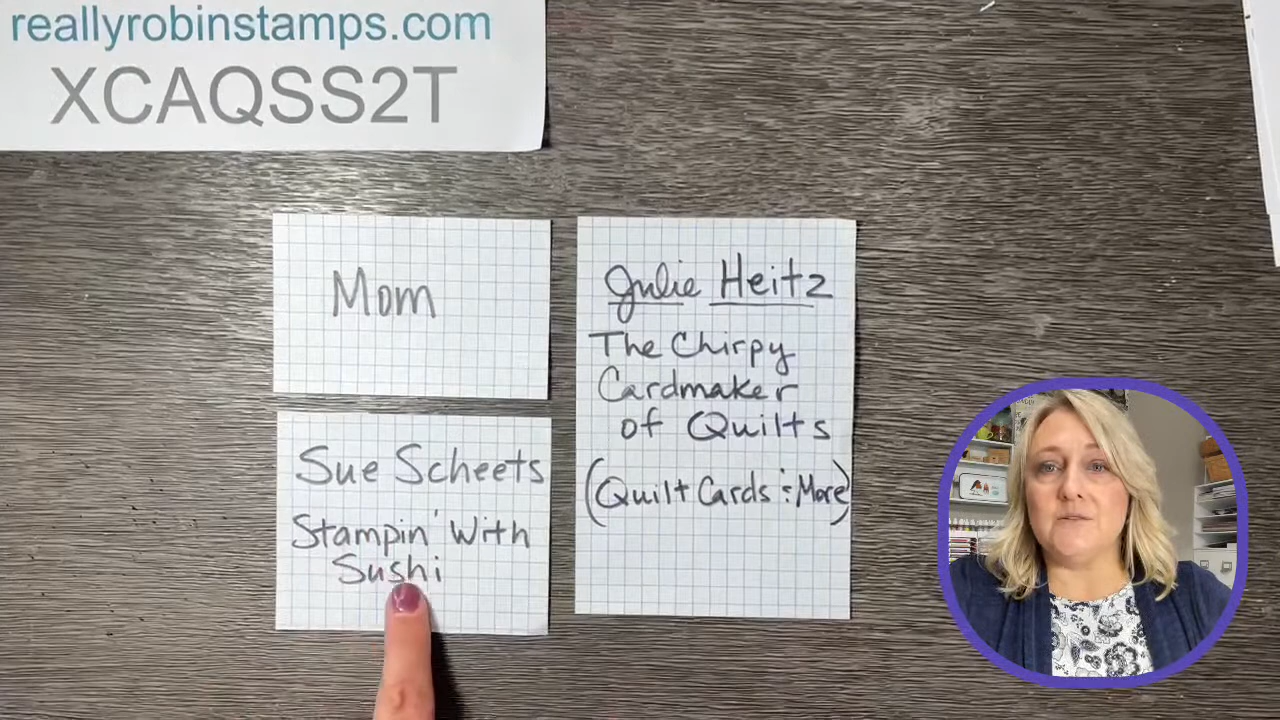 reallyrobinstamps.com
XCAQSS2T
Mom
Sue Scheets
Stampin' With
Sushi
Julie Heitz
The Chirpy
Cardmaker
of Quilts
(Quilt Cards & More)